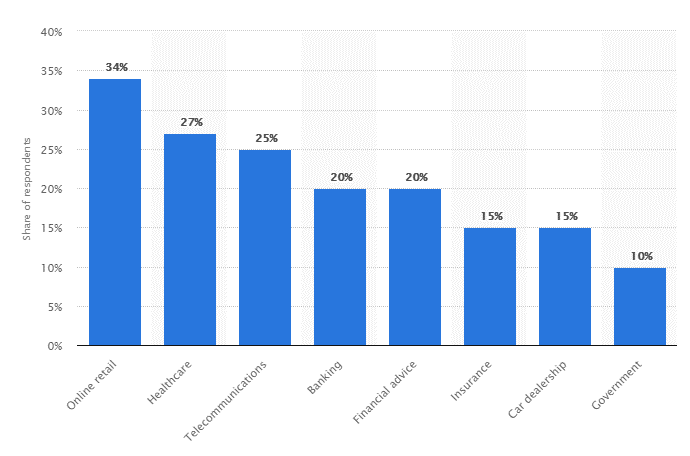 40%
35%
30%
25%
20%
15%
10%
5%
0%
Share of respondents
34%
27%
25%
20%
20%
15%
15%
10%
Online retail
Healthcare
Telecommunications
Banking
Financial advice
Insurance
Car dealership
Government